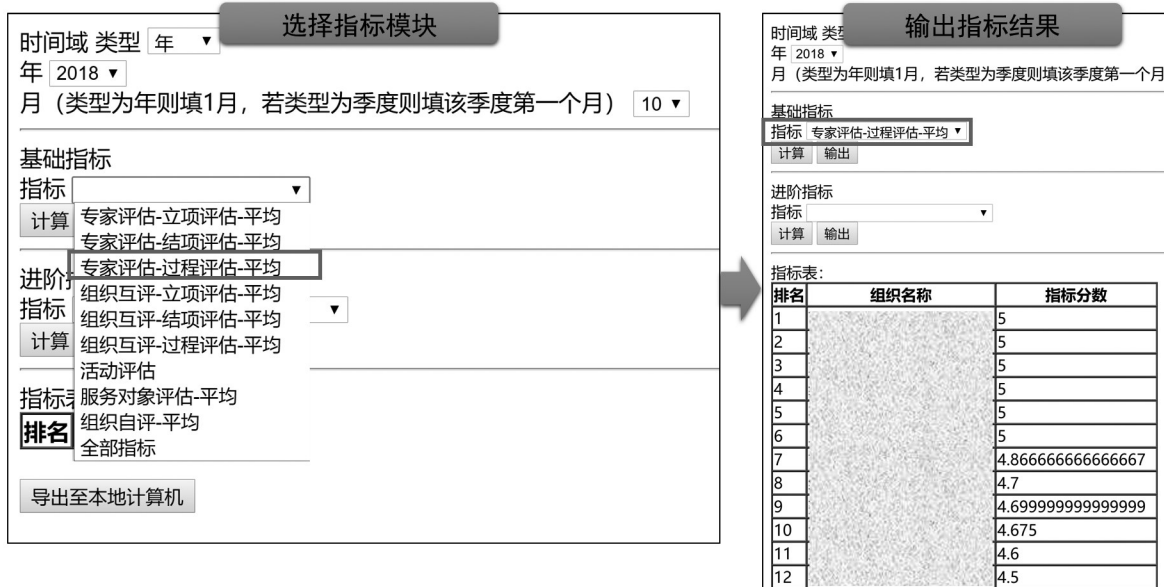 选择指标模块
时间域 类型 年
年 2018
月（类型为年则填1月，若类型为季度则填该季度第一个月） 10
基础指标
指标
计算
专家评估-立项评估-平均
专家评估-结项评估-平均
专家评估-过程评估-平均
组织互评-立项评估-平均
组织互评-结项评估-平均
组织互评-过程评估-平均
活动评估
服务对象评估-平均
组织自评-平均
全部指标
进阶
指标
计算
指标
排名
导出至本地计算机
输出指标结果
时间域 类
年 2018
月（类型为年则填1月，若类型为季度则填该季度第一个月
基础指标
指标 专家评估-过程评估-平均
计算 输出
进阶指标
指标
计算 输出
指标表：
排名 组织名称 指标分数
1 5
2 5
3 5
4 5
5 5
6 5
7 4.866666666666667
8 4.7
9 4.699999999999999
10 4.675
11 4.6
12 4.5